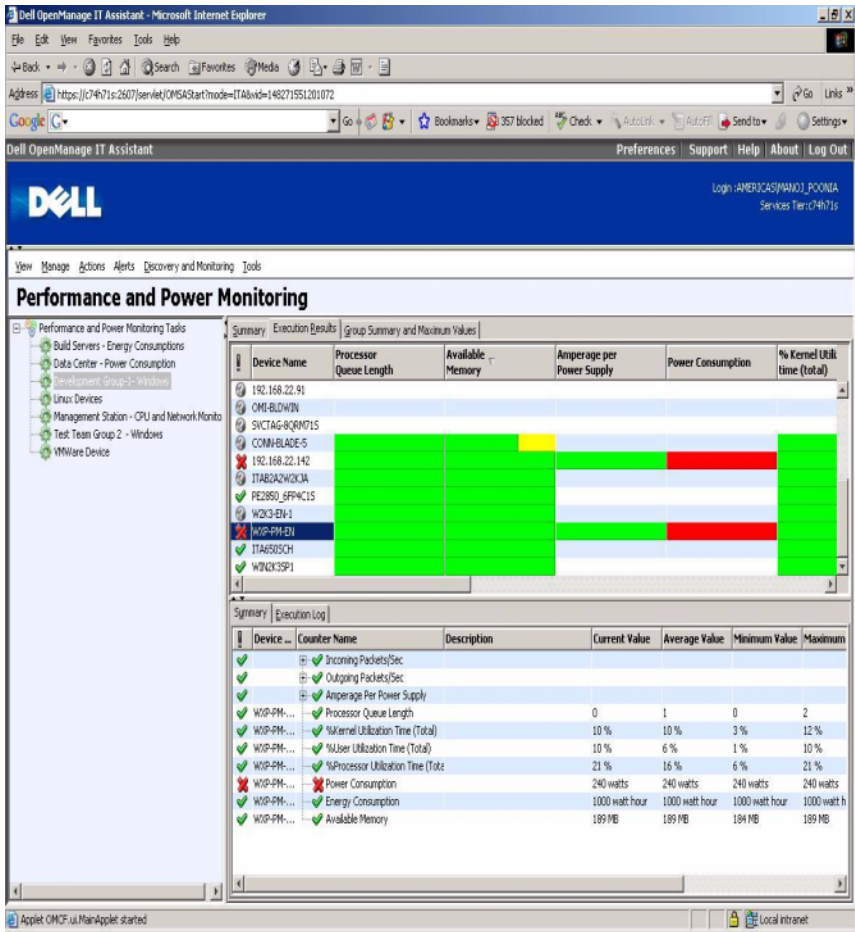 Dell OpenManage IT Assistant - Microsoft Internet Explorer
File Edit View Favorites Tools Help
Back Search Favorites Media
Address https://c74h71s:2607/servlet/OMSAStart?mode=ITA&vid=148271551201072 Go Links »
Google G Go Bookmarks 357 blocked ABC Check AutoLink AutoFill Send to Settings
Dell OpenManage IT Assistant Preferences Support Help About Log Out
DELL
Login :AMERICAS\MANOJ_POONIA
Services Tier:c74h71s
View Manage Actions Alerts Discovery and Monitoring Tools
Performance and Power Monitoring
Performance and Power Monitoring Tasks
Build Servers - Energy Consumptions
Data Center - Power Consumption
Development Group-1- Windows
Linux Devices
Management Station - CPU and Network Monito
Test Team Group 2 - Windows
VMWare Device
Summary Execution Results Group Summary and Maximum Values
! Device Name Processor Queue Length Available Memory Amperage per Power Supply Power Consumption % Kernel Utili time (total)
192.168.22.91
OMI-BLDWIN
SVCTAG-8QRM71S
CONN-BLADE-5
192.168.22.142
ITAB2A2W2KJA
PE2850_6FP4C1S
W2K3-EN-1
WXP-PM-EN
ITA650SCH
WIN2K3SP1
Summary Execution Log
! Device ... Counter Name Description Current Value Average Value Minimum Value Maximum
Incoming Packets/Sec
Outgoing Packets/Sec
Amperage Per Power Supply
WXP-PM-... Processor Queue Length 0 1 0 2
WXP-PM-... %Kernel Utilization Time (Total) 10 % 10 % 3 % 12 %
WXP-PM-... %User Utilization Time (Total) 10 % 6 % 1 % 10 %
WXP-PM-... %Processor Utilization Time (Tota 21 % 16 % 6 % 21 %
WXP-PM-... Power Consumption 240 watts 240 watts 240 watts 240 watts
WXP-PM-... Energy Consumption 1000 watt hour 1000 watt hour 1000 watt hour 1000 watt h
WXP-PM-... Available Memory 189 MB 189 MB 184 MB 189 MB
Applet OMCF.ui.MainApplet started Local intranet